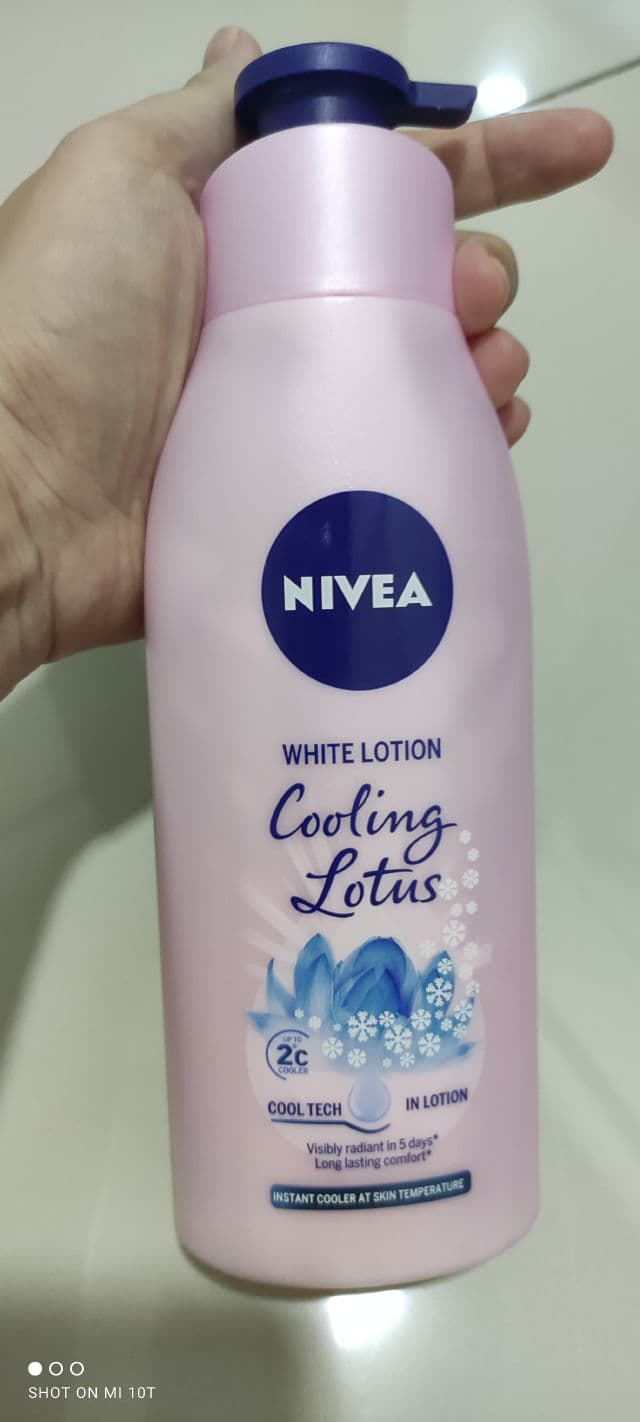 NIVEA
WHITE LOTION
Cooling
Lotus
UP TO
2°C
COOLER
COOL TECH IN LOTION
Visibly radiant in 5 days*
Long lasting comfort*
INSTANT COOLER AT SKIN TEMPERATURE
SHOT ON MI 10T